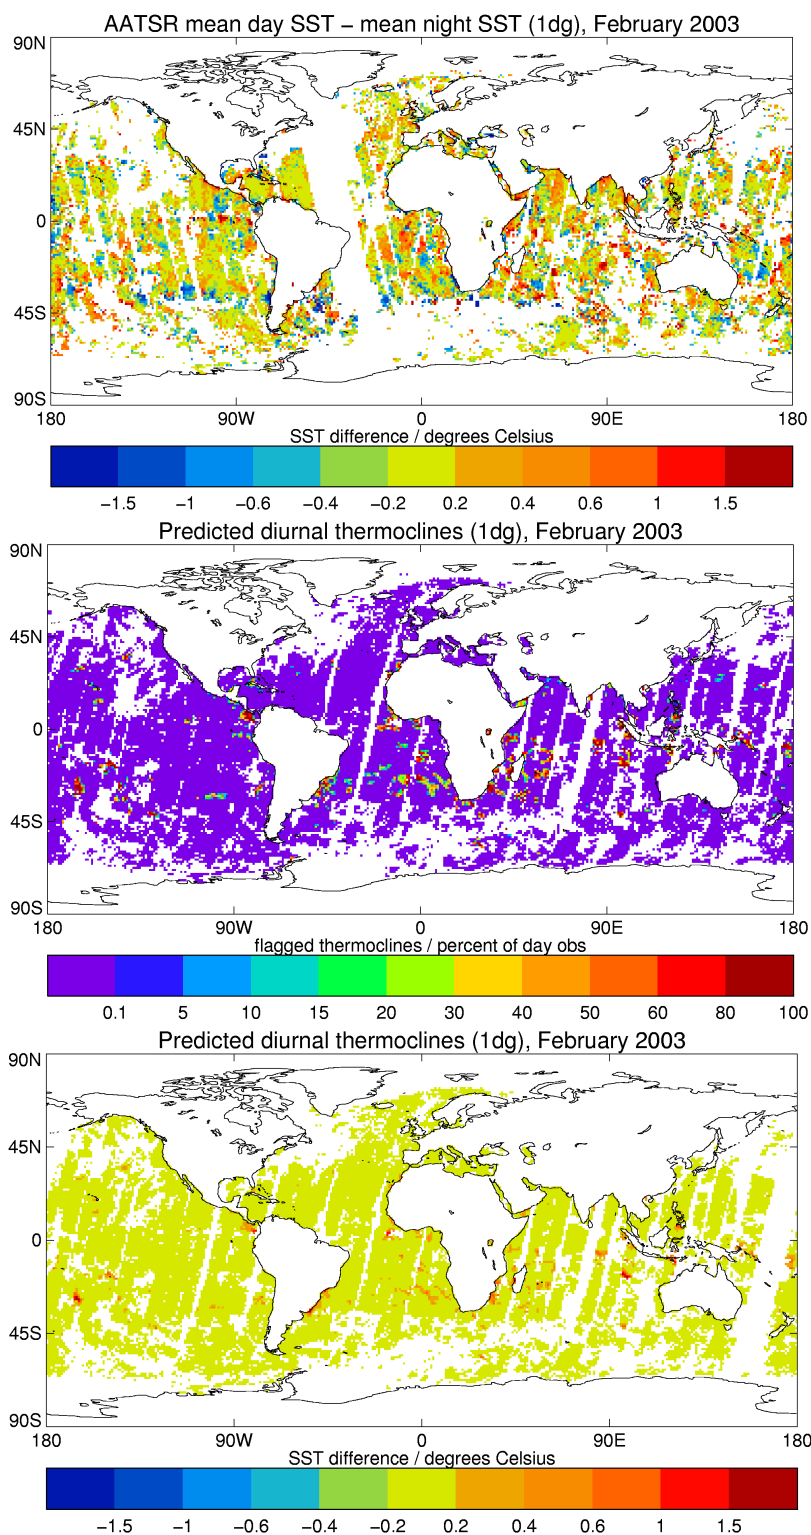 AATSR mean day SST − mean night SST (1dg), February 2003
90N
45N
0
45S
90S
180 90W 0 90E 180
SST difference / degrees Celsius
−1.5 −1 −0.6 −0.4 −0.2 0.2 0.4 0.6 1 1.5
Predicted diurnal thermoclines (1dg), February 2003
90N
45N
0
45S
90S
180 90W 0 90E 180
flagged thermoclines / percent of day obs
0.1 5 10 15 20 30 40 50 60 80 100
Predicted diurnal thermoclines (1dg), February 2003
90N
45N
0
45S
90S
180 90W 0 90E 180
SST difference / degrees Celsius
−1.5 −1 −0.6 −0.4 −0.2 0.2 0.4 0.6 1 1.5